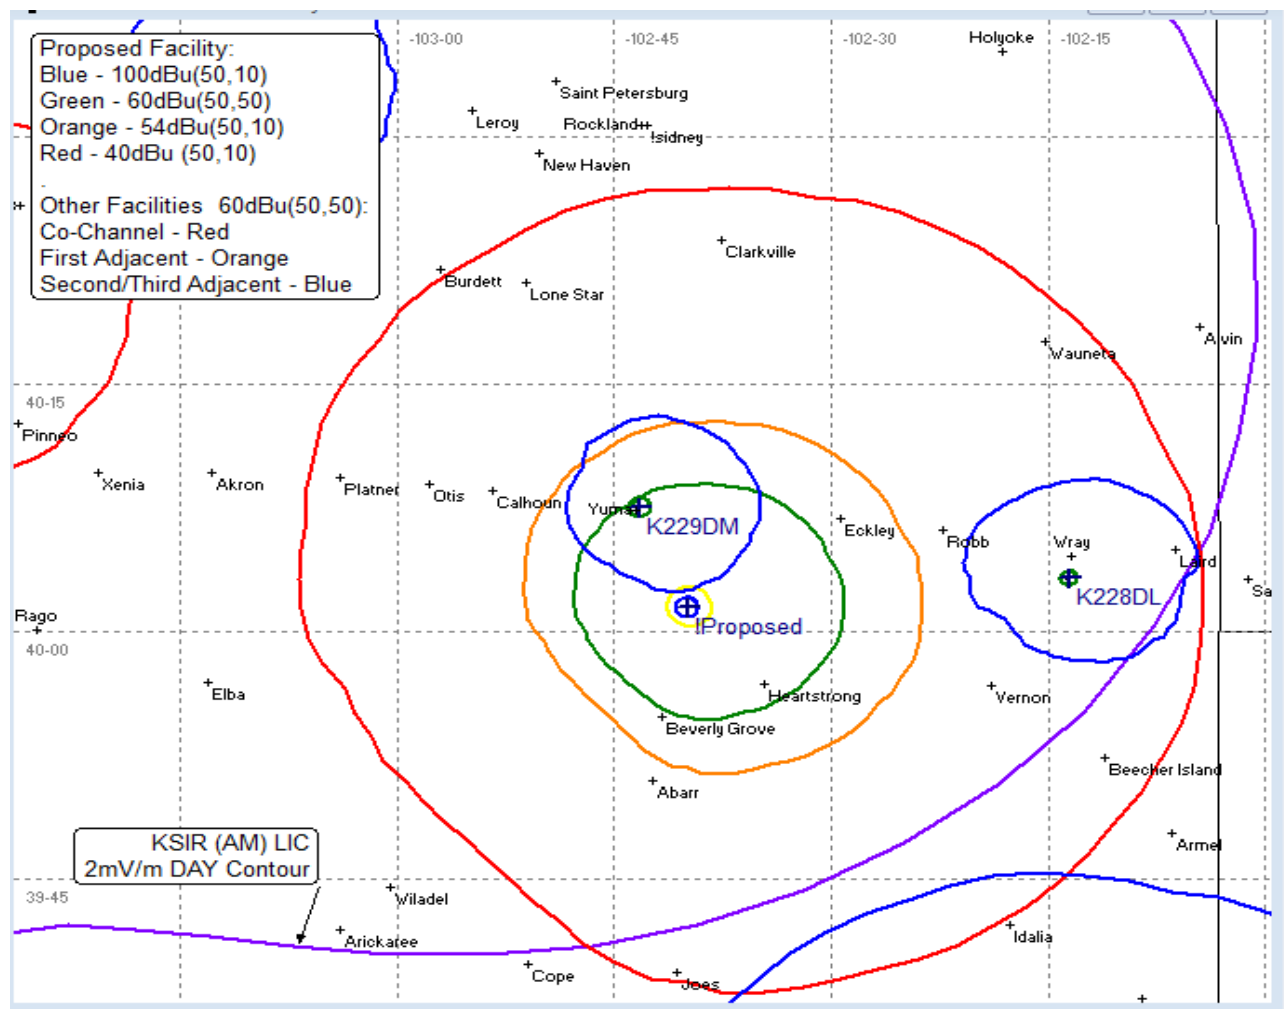 -103-00
-102-45
-102-30
Holyoke
-102-15
Proposed Facility:
Blue - 100dBu(50,10)
Green - 60dBu(50,50)
Orange - 54dBu(50,10)
Red - 40dBu (50,10)
-
Other Facilities 60dBu(50,50):
Co-Channel - Red
First Adjacent - Orange
Second/Third Adjacent - Blue
Saint Petersburg
Leroy
Rockland
!sidney
New Haven
Clarkville
Burdett
Lone Star
Alvin
Wauneta
40-15
Pinneo
Xenia
Akron
Platner
Otis
Calhoun
Yuma
K229DM
Eckley
Robb
Wray
Laird
K228DL
Sa
Rago
!Proposed
40-00
Elba
Heartstrong
Vernon
Beverly Grove
Beecher Island
Abarr
KSIR (AM) LIC
2mV/m DAY Contour
Armel
39-45
Wiladel
Arickaree
Idalia
Cope
Joes